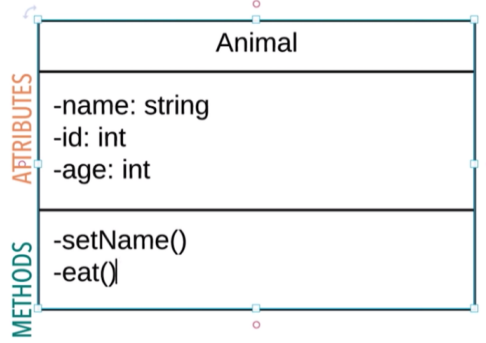 Animal
ATTRIBUTES
-name: string
-id: int
-age: int
METHODS
-setName()
-eat()